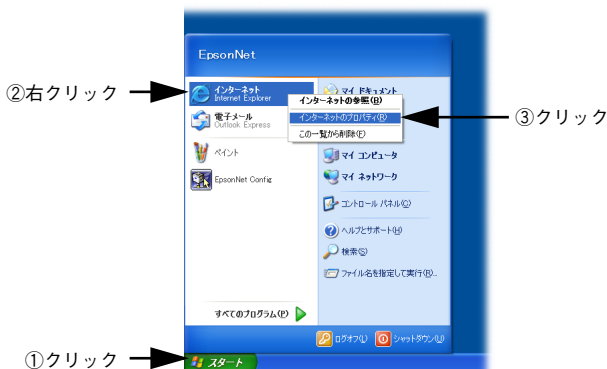 EpsonNet
②右クリック
インターネット
Internet Explorer
マイ ドキュメント
インターネットの参照(B)
インターネットのプロパティ(R)
③クリック
この一覧から削除(F)
電子メール
Outlook Express
ペイント
マイ コンピュータ
EpsonNet Config
マイ ネットワーク
コントロール パネル(C)
ヘルプとサポート(H)
検索(S)
ファイル名を指定して実行(R)...
すべてのプログラム(P)
ログオフ(L)
シャットダウン(U)
①クリック
スタート